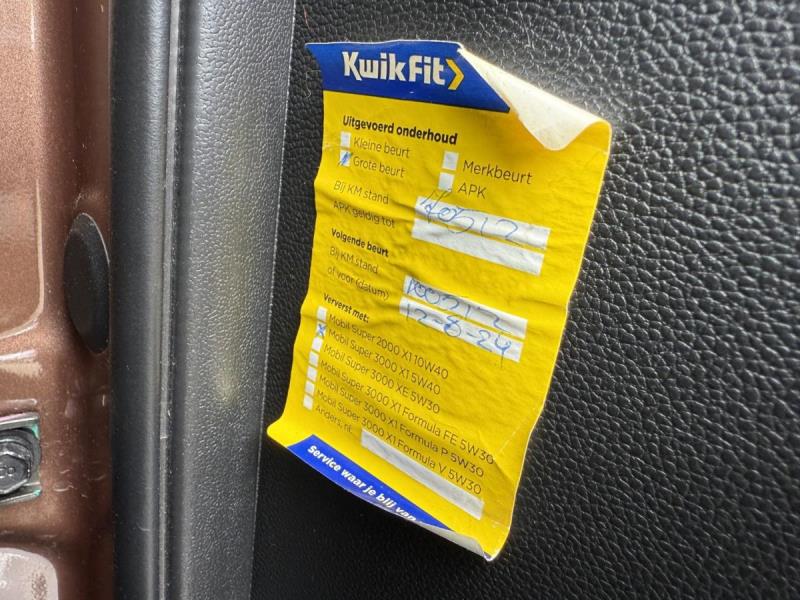 KwikFit
Uitgevoerd onderhoud
Kleine beurt
Grote beurt
Merkbeurt
APK
Bij KM stand
APK geldig tot
Volgende beurt
Bij KM.stand 100512
of voor (datum) 12-8-24
Ververst met:
Mobil Super 2000 X1 10W40
Mobil Super 3000 X1 5W40
Mobil Super 3000 XE 5W30
Mobil Super 3000 X1 Formula FE 5W30
Mobil Super 3000 X1 Formula P 5W30
Mobil Super 3000 X1 Formula V 5W30
Anders, nl.
Service waar je blij van